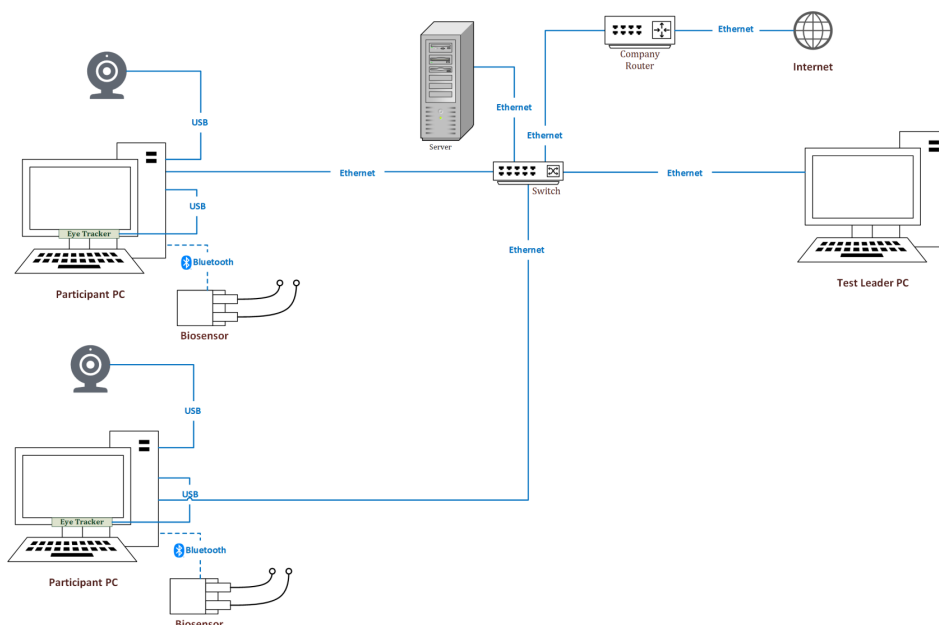 Ethernet
Ethernet
Company
Router
Internet
USB
Ethernet
Ethernet
Server
Ethernet
Ethernet
Switch
USB
Eye Tracker
Ethernet
Bluetooth
Participant PC
Test Leader PC
Biosensor
USB
USB
Eye Tracker
Bluetooth
Participant PC
Biosensor